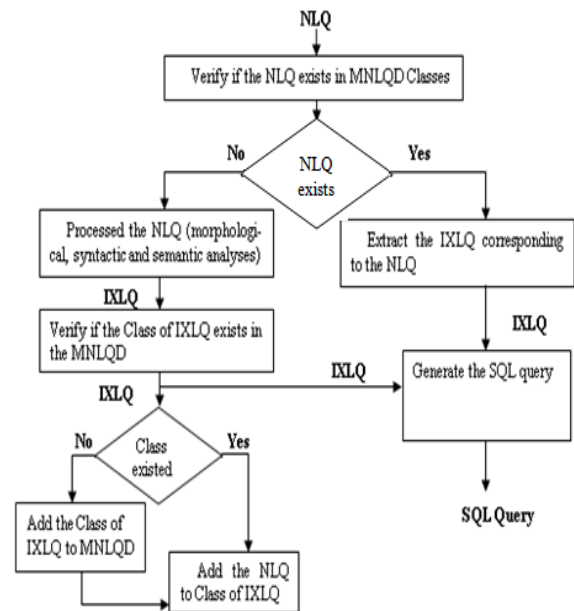 NLQ
Verify if the NLQ exists in MNLQD Classes
No
NLQ
exists
Yes
Processed the NLQ (morphologi-
cal, syntactic and semantic analyses)
Extract the IXLQ corresponding
to the NLQ
IXLQ
IXLQ
Verify if the Class of IXLQ exists in
the MNLQD
IXLQ
IXLQ
Generate the SQL query
No
Class
existed
Yes
SQL Query
Add the Class of
IXLQ to MNLQD
Add the NLQ
to Class of IXLQ